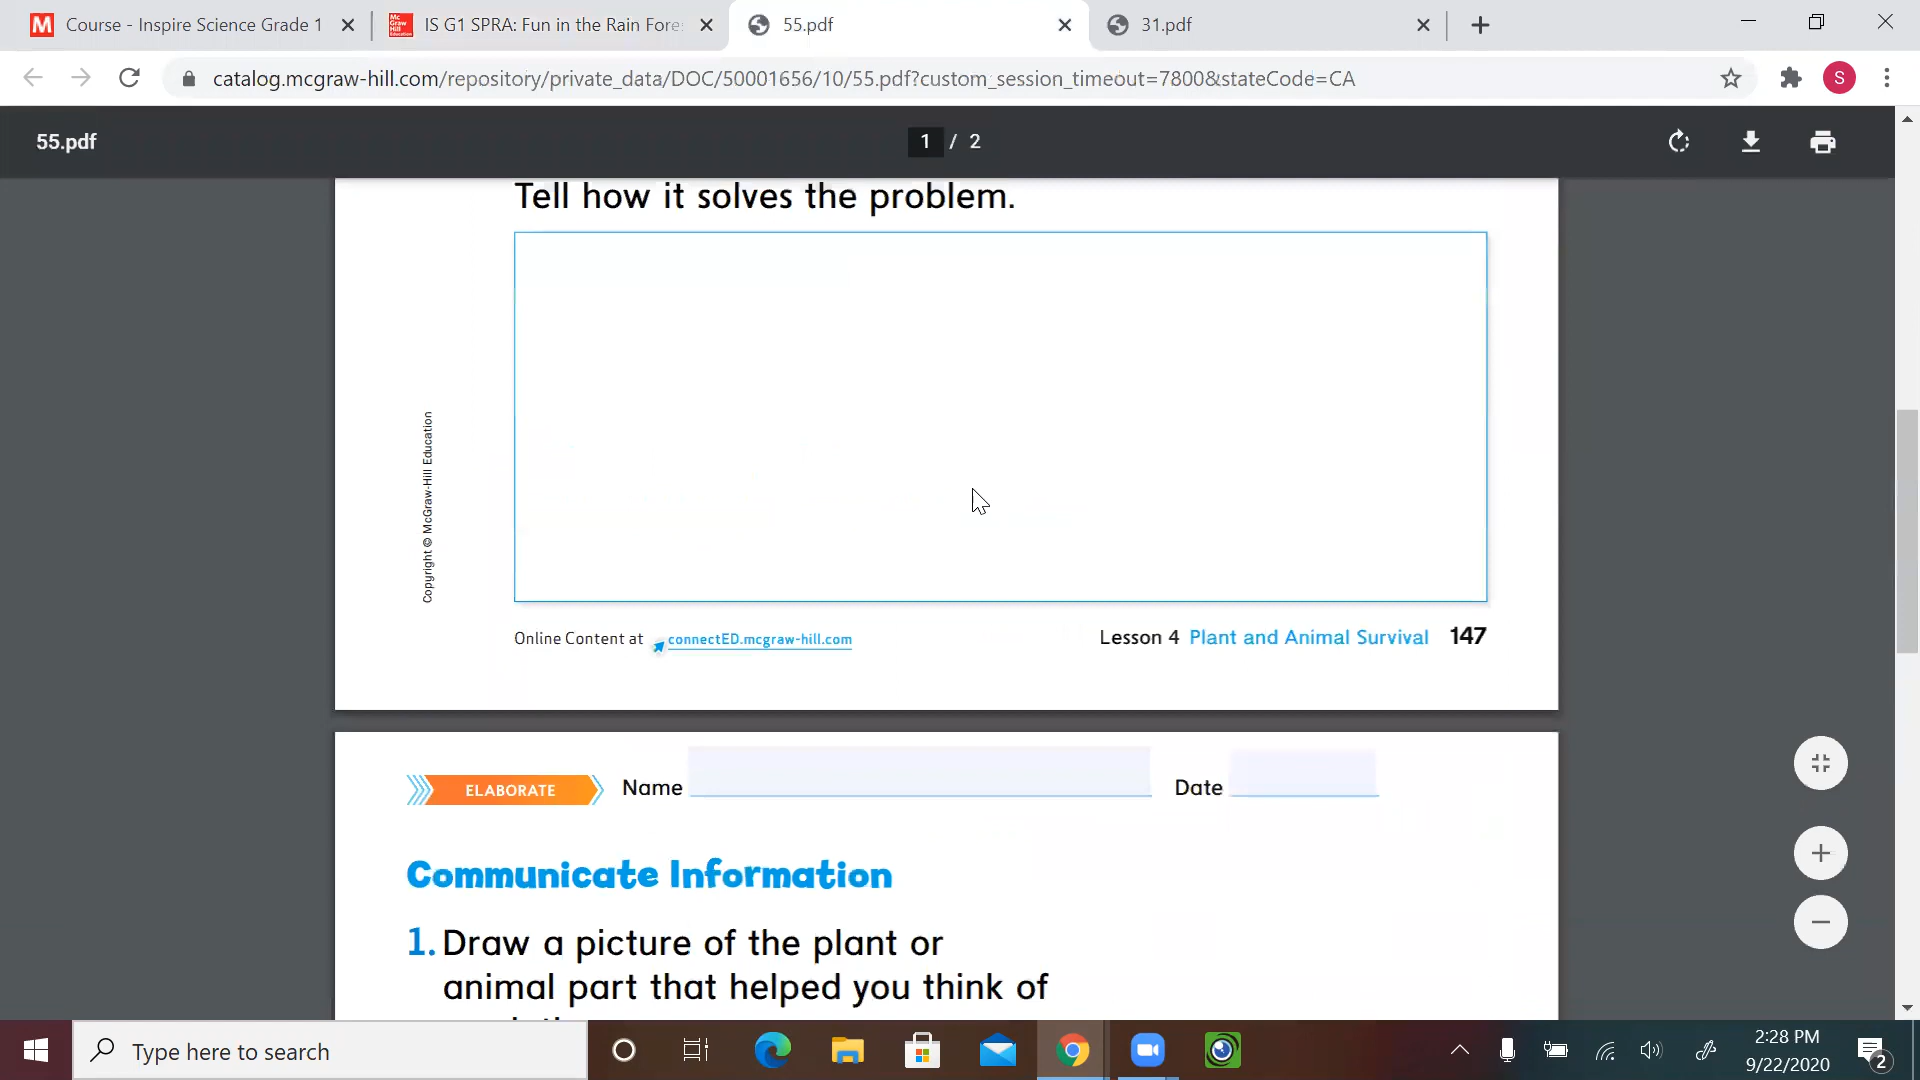 Course - Inspire Science Grade 1
IS G1 SPRA: Fun in the Rain Fore
55.pdf
31.pdf
catalog.mcgraw-hill.com/repository/private_data/DOC/50001656/10/55.pdf?custom_session_timeout=7800&stateCode=CA
S
55.pdf
1 / 2
Tell how it solves the problem.
Copyright © McGraw-Hill Education
Online Content at connectED.mcgraw-hill.com
Lesson 4 Plant and Animal Survival 147
ELABORATE
Name
Date
Communicate Information
1. Draw a picture of the plant or
animal part that helped you think of
Type here to search
2:28 PM
9/22/2020
2